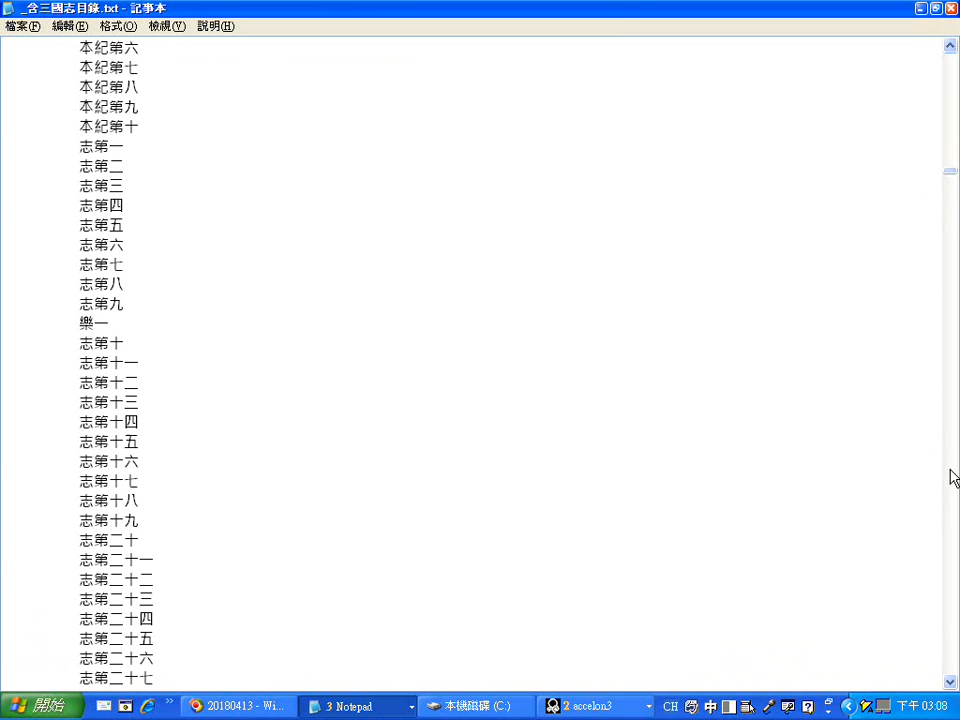 _含三國志目錄.txt - 記事本
檔案(F) 編輯(E) 格式(O) 檢視(V) 說明(H)
本紀第六
本紀第七
本紀第八
本紀第九
本紀第十
志第一
志第二
志第三
志第四
志第五
志第六
志第七
志第八
志第九
樂一
志第十
志第十一
志第十二
志第十三
志第十四
志第十五
志第十六
志第十七
志第十八
志第十九
志第二十
志第二十一
志第二十二
志第二十三
志第二十四
志第二十五
志第二十六
志第二十七
開始 20180413 - Wi... 3 Notepad 本機磁碟 (C:) 2 accelon3 CH 中 下午 03:08